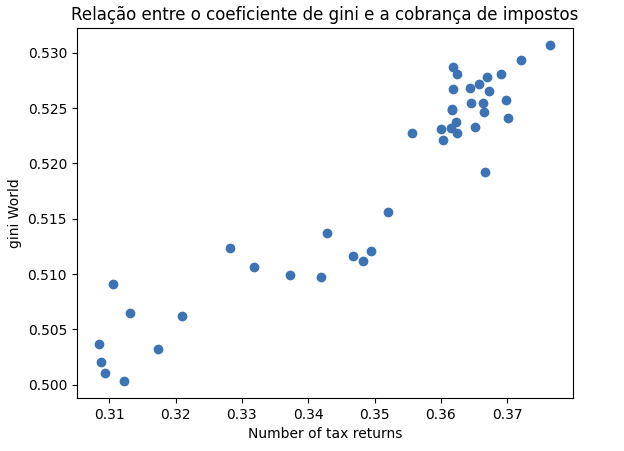 Relação entre o coeficiente de gini e a cobrança de impostos
0.530
0.525
0.520
0.515
0.510
0.505
0.500
gini World
0.31 0.32 0.33 0.34 0.35 0.36 0.37
Number of tax returns